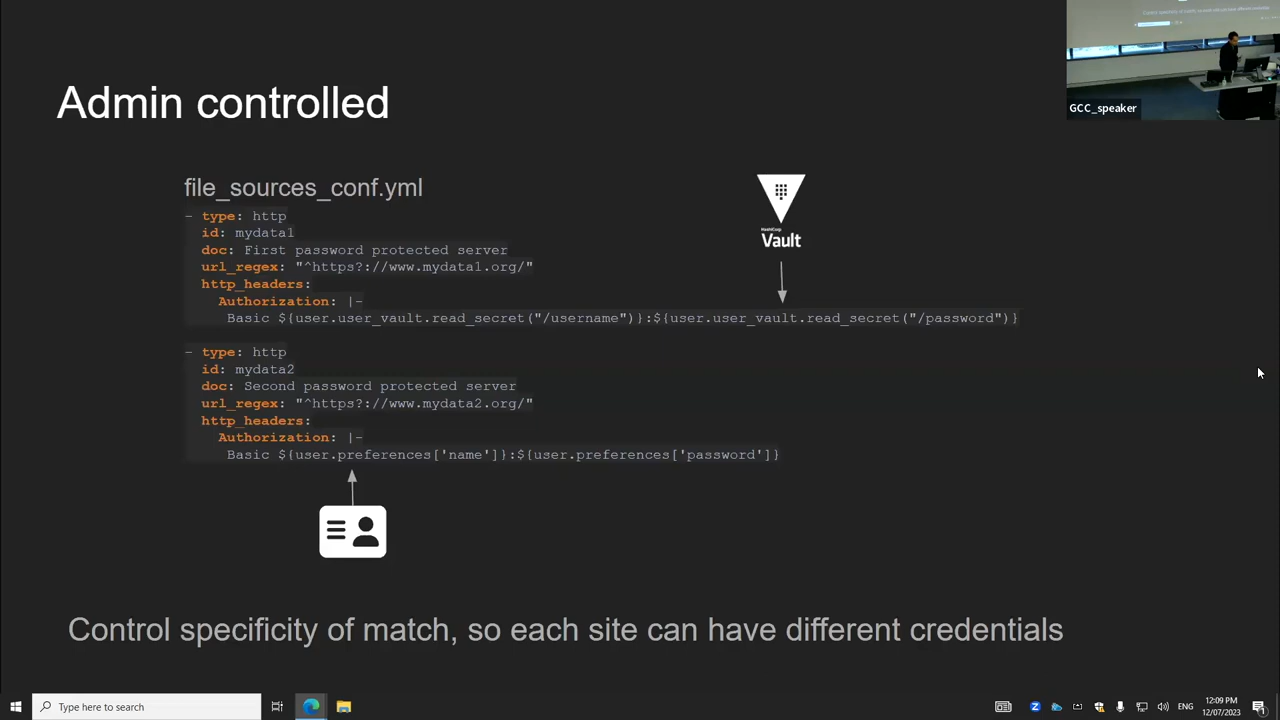 Admin controlled
GCC_speaker
file_sources_conf.yml
- type: http
id: mydata1
doc: First password protected server
url_regex: "^https?://www.mydata1.org/"
http_headers:
Authorization: |-
Basic ${user.user_vault.read_secret("/username")}:${user.user_vault.read_secret("/password")}
HashiCorp
Vault
- type: http
id: mydata2
doc: Second password protected server
url_regex: "^https?://www.mydata2.org/"
http_headers:
Authorization: |-
Basic ${user.preferences['name']}:${user.preferences['password']}
Control specificity of match, so each site can have different credentials
Type here to search
ENG
12:09 PM
12/07/2023